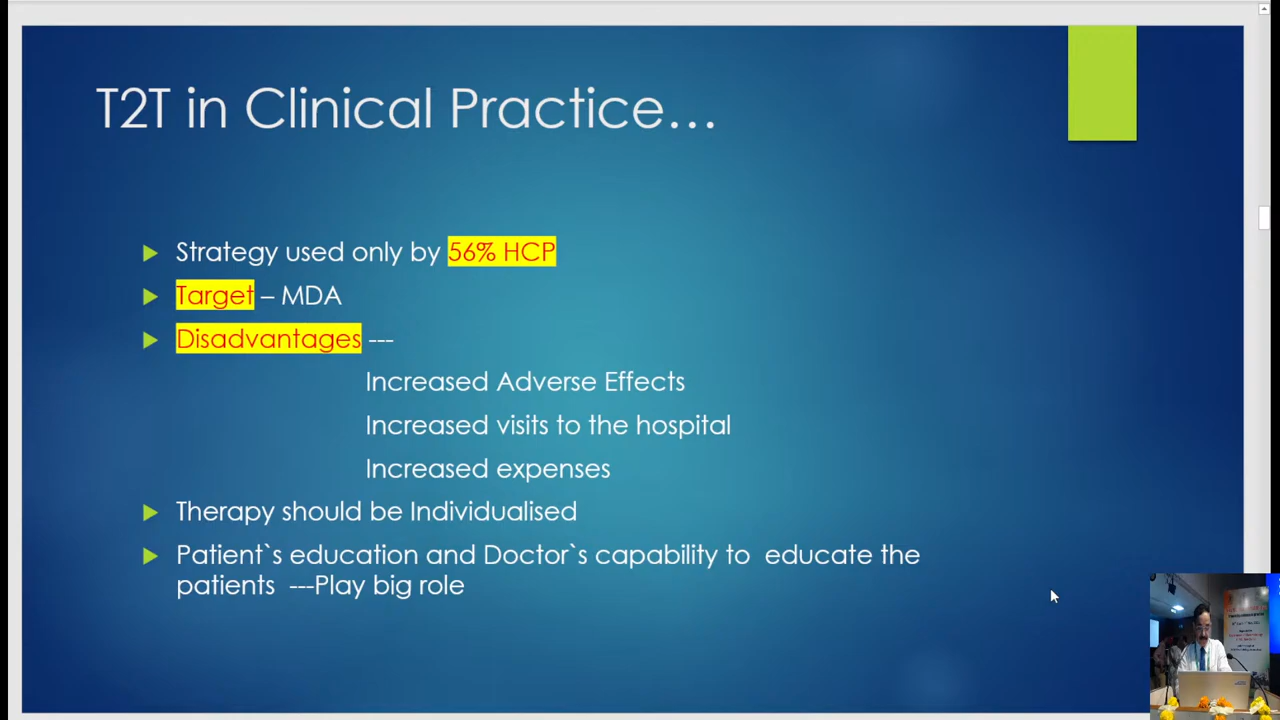 T2T in Clinical Practice...
Strategy used only by 56% HCP
Target – MDA
Disadvantages ---
Increased Adverse Effects
Increased visits to the hospital
Increased expenses
Therapy should be Individualised
Patient`s education and Doctor`s capability to educate the
patients ---Play big role